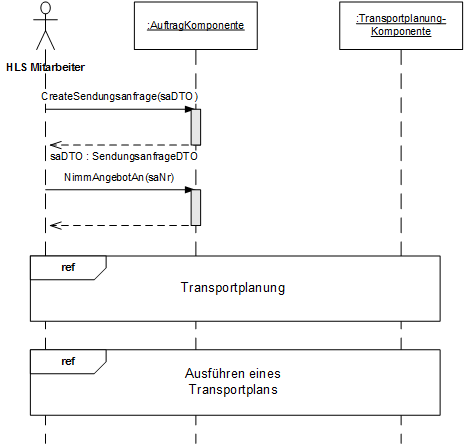 :AuftragKomponente
:Transportplanung-
Komponente
HLS Mitarbeiter
CreateSendungsanfrage(saDTO)
saDTO : SendungsanfrageDTO
NimmAngebotAn(saNr)
ref
Transportplanung
ref
Ausführen eines
Transportplans